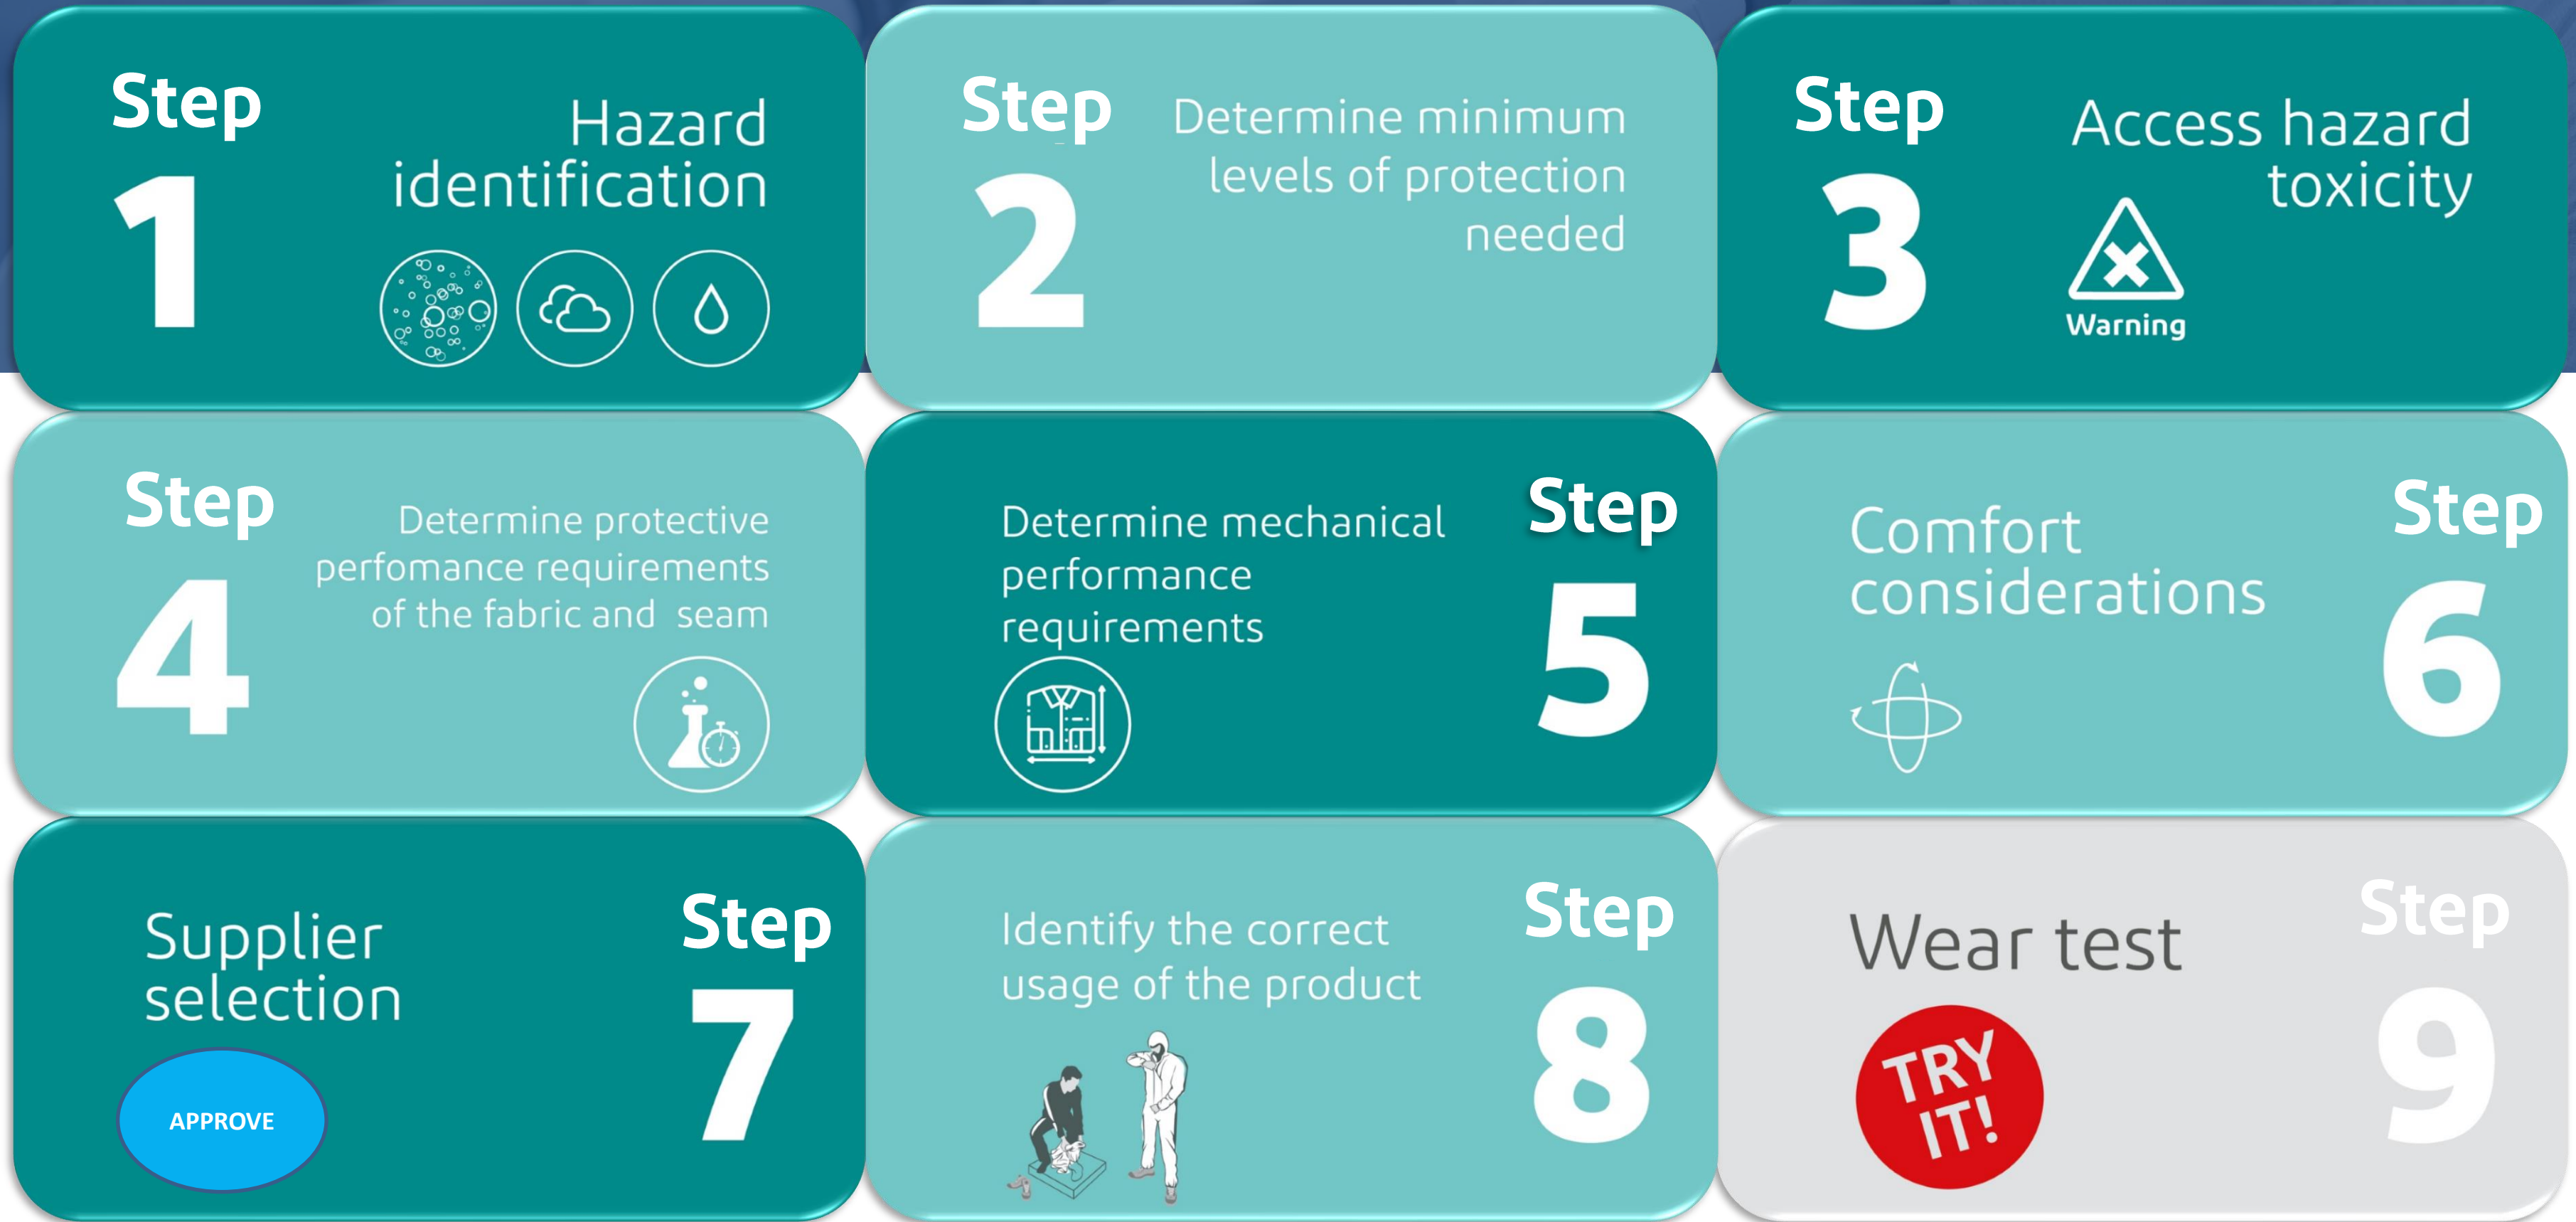 Step
1
Hazard
identification
Step
2
Determine minimum
levels of protection
needed
Step
3
Access hazard
toxicity
Warning
Step
4
Determine protective
perfomance requirements
of the fabric and seam
Determine mechanical
performance
requirements
Step
5
Comfort
considerations
Step
6
Supplier
selection
APPROVE
Step
7
Identify the correct
usage of the product
Step
8
Wear test
TRY
IT!
Step
9